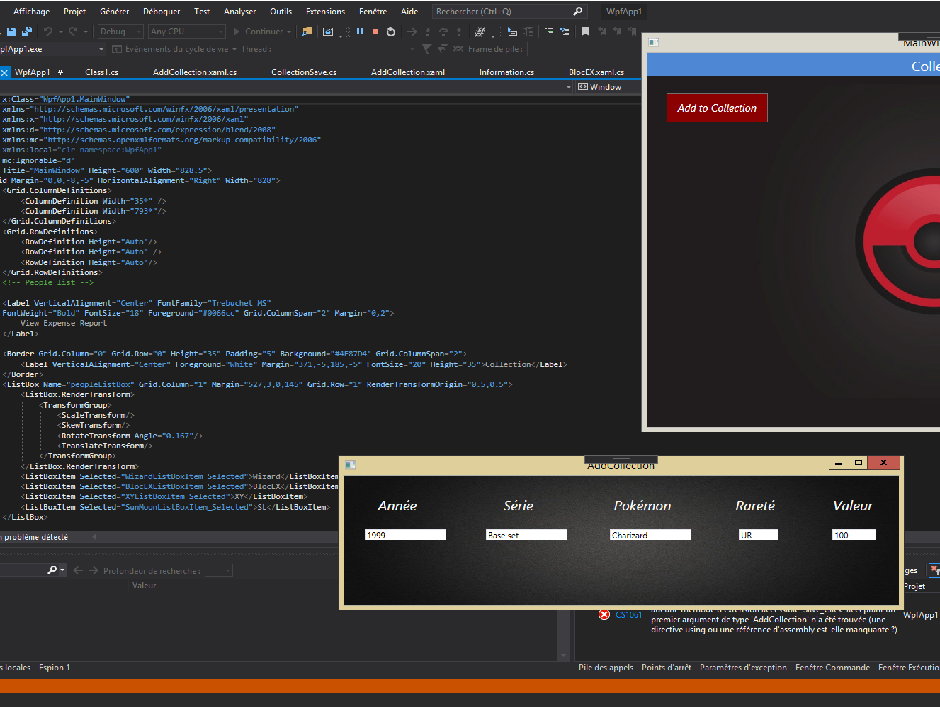 Affichage Projet Générer Déboguer Test Analyser Outils Extensions Fenêtre Aide Rechercher (Ctrl+Q) WpfApp1
Debug Any CPU Continuer
WpfApp1.exe Événements du cycle de vie Thread: Frame de pile:
WpfApp1 Class1.cs AddCollection.xaml.cs CollectionSave.cs AddCollection.xaml Information.cs BlocEX.xaml.cs
Window
x:Class="WpfApp1.MainWindow"
xmlns="http://schemas.microsoft.com/winfx/2006/xaml/presentation"
xmlns:x="http://schemas.microsoft.com/winfx/2006/xaml"
xmlns:d="http://schemas.microsoft.com/expression/blend/2008"
xmlns:mc="http://schemas.openxmlformats.org/markup-compatibility/2006"
xmlns:local="clr-namespace:WpfApp1"
mc:Ignorable="d"
Title="MainWindow" Height="600" Width="828.5">
id Margin="0,0,-8,-5" HorizontalAlignment="Right" Width="828">
<Grid.ColumnDefinitions>
<ColumnDefinition Width="35*" />
<ColumnDefinition Width="793*"/>
</Grid.ColumnDefinitions>
<Grid.RowDefinitions>
<RowDefinition Height="Auto"/>
<RowDefinition Height="Auto" />
<RowDefinition Height="Auto"/>
</Grid.RowDefinitions>
<!-- People list -->
<Label VerticalAlignment="Center" FontFamily="Trebuchet MS"
FontWeight="Bold" FontSize="18" Foreground="#0066cc" Grid.ColumnSpan="2" Margin="0,2">
View Expense Report
</Label>
<Border Grid.Column="0" Grid.Row="0" Height="35" Padding="5" Background="#4E87D4" Grid.ColumnSpan="2">
<Label VerticalAlignment="Center" Foreground="White" Margin="371,-5,185,-5" FontSize="20" Height="35">Collection</Label>
</Border>
<ListBox Name="peopleListBox" Grid.Column="1" Margin="527,3,0,145" Grid.Row="1" RenderTransformOrigin="0.5,0.5">
<ListBox.RenderTransform>
<TransformGroup>
<ScaleTransform/>
<SkewTransform/>
<RotateTransform Angle="0.167"/>
<TranslateTransform/>
</TransformGroup>
</ListBox.RenderTransform>
<ListBoxItem Selected="WizardListBoxItem_Selected">Wizard</ListBoxItem
<ListBoxItem Selected="BlocEXListBoxItem_Selected">BlocEX</ListBoxItem
<ListBoxItem Selected="XYListBoxItem_Selected">XY</ListBoxItem>
<ListBoxItem Selected="SunMoonListBoxItem_Selected">SL</ListBoxItem>
</ListBox>
MainWi
Colle
Add to Collection
AddCollection
Année Série Pokémon Rareté Valeur
1999 Base set Charizard UR 100
n problème détecté
Profondeur de recherche:
Valeur
ges
Projet
CS1061
premier argument de type 'AddCollection' n'a été trouvée (une
directive using ou une référence d'assembly est-elle manquante ?)
WpfApp1
s locales Espion 1
Pile des appels Points d'arrêt Paramètres d'exception Fenêtre Commande Fenêtre Exécutio